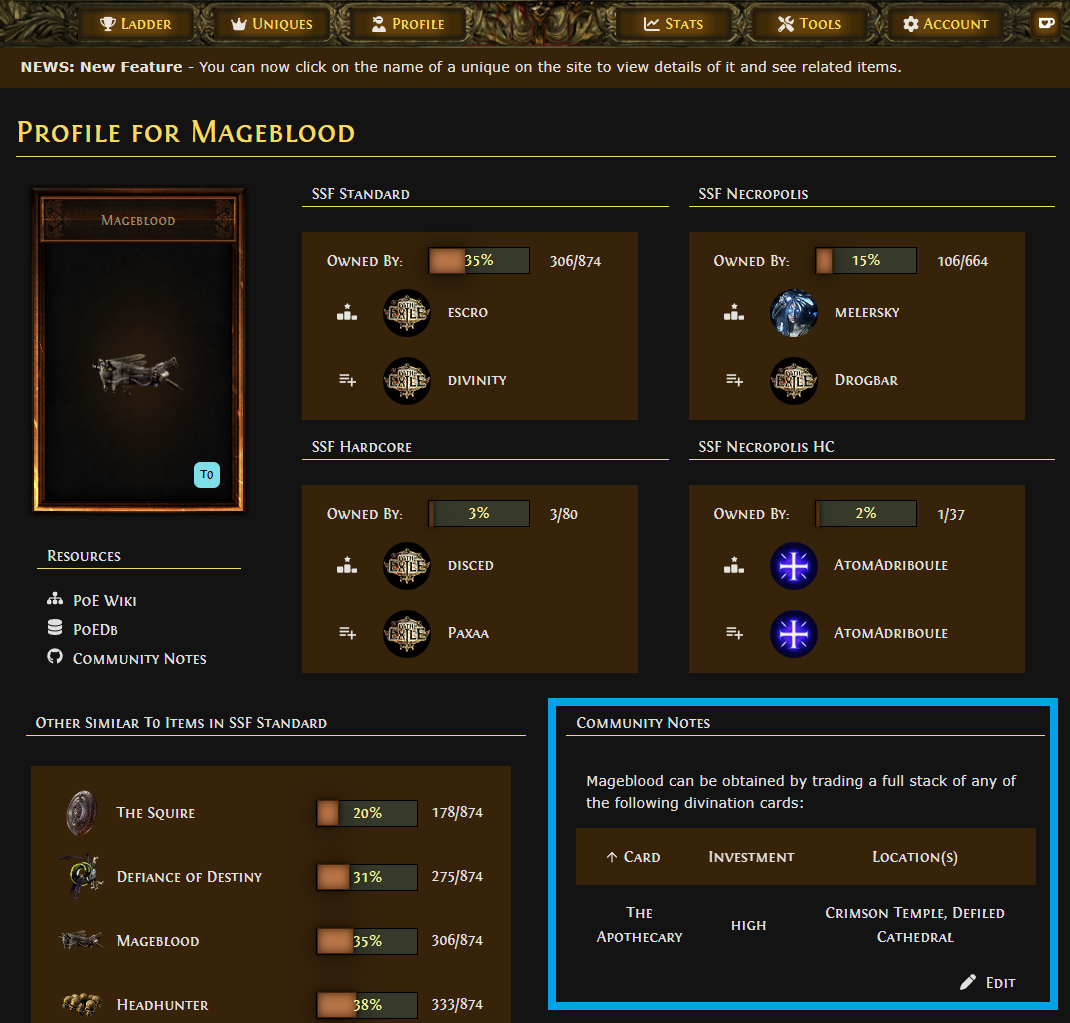 Ladder Uniques Profile Stats Tools Account
NEWS: New Feature - You can now click on the name of a unique on the site to view details of it and see related items.
Profile for Mageblood
Mageblood
T0
Resources
PoE Wiki
PoEDb
Community Notes
SSF Standard
Owned By: 35% 306/874
escro
divinity
SSF Necropolis
Owned By: 15% 106/664
melersky
Drogbar
SSF Hardcore
Owned By: 3% 3/80
disced
Paxaa
SSF Necropolis HC
Owned By: 2% 1/37
AtomAdriboule
AtomAdriboule
Other Similar T0 Items in SSF Standard
The Squire 20% 178/874
Defiance of Destiny 31% 275/874
Mageblood 35% 306/874
Headhunter 38% 333/874
Community Notes
Mageblood can be obtained by trading a full stack of any of
the following divination cards:
↑ Card Investment Location(s)
The
Apothecary
high
Crimson Temple, Defiled
Cathedral
Edit